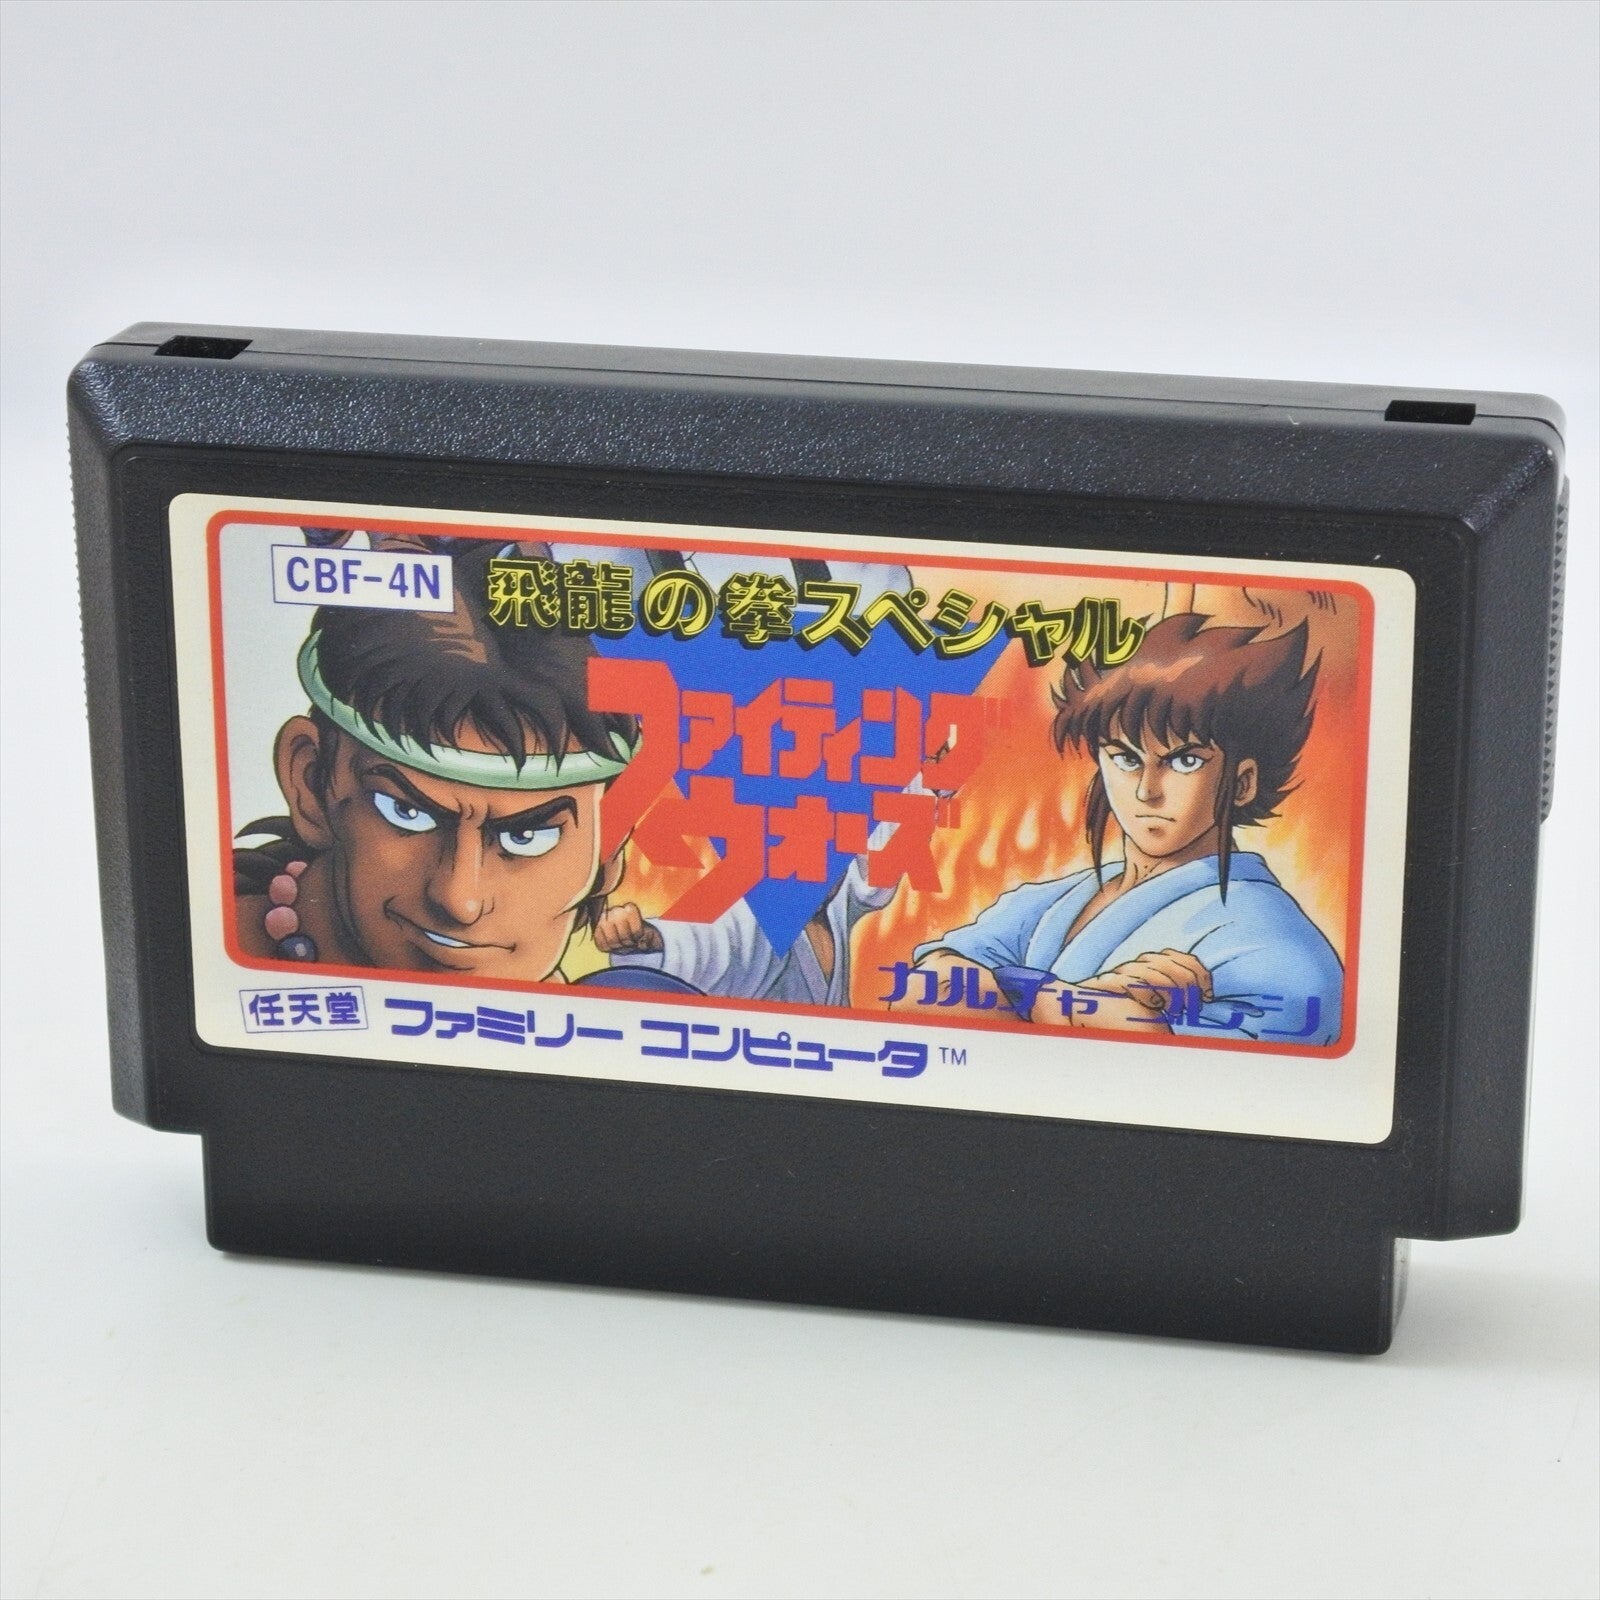 CBF-4N
飛龍の拳スペシャル
ファイティング
ウォーズ
カルチャーブレーン
任天堂 ファミリー コンピュータ™